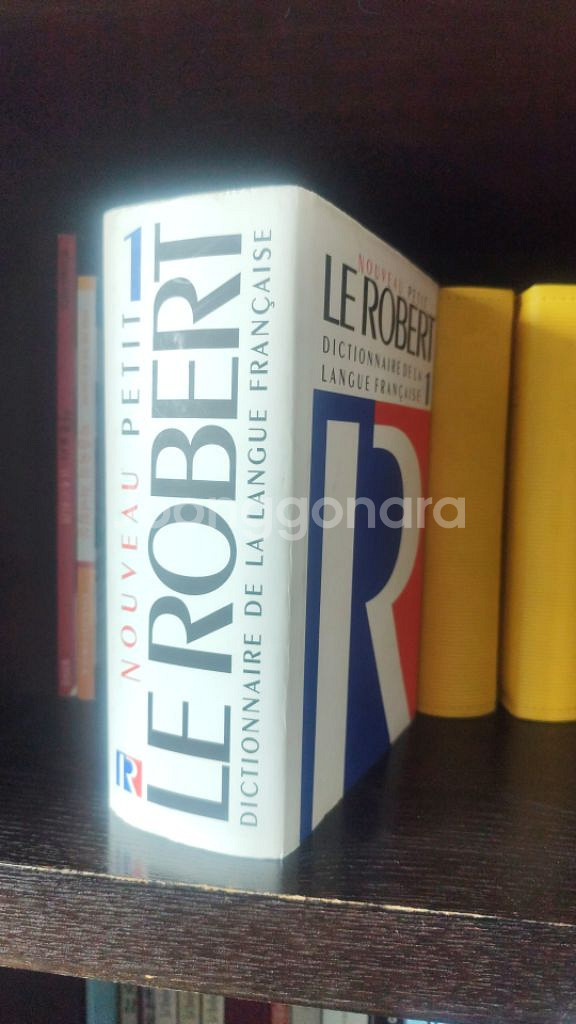 NOUVEAU PETIT 1
LE ROBERT
DICTIONNAIRE DE LA LANGUE FRANÇAISE
R
NOUVEAU PETIT
LE ROBERT
DICTIONNAIRE DE LA
LANGUE FRANÇAISE 1
R
joonggonara